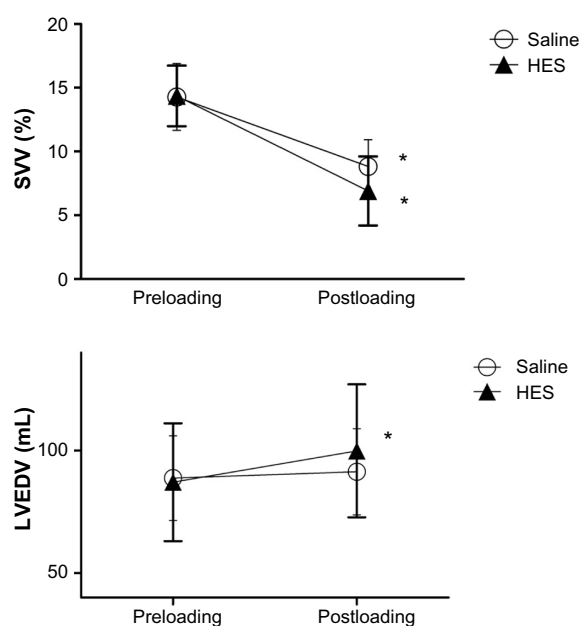 20
15
10
5
0
SVV (%)
Saline
HES
*
*
Preloading Postloading
100
50
LVEDV (mL)
Saline
HES
*
Preloading Postloading